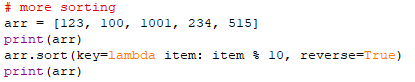 # more sorting
arr = [123, 100, 1001, 234, 515]
print(arr)
arr.sort(key=lambda item: item % 10, reverse=True)
print(arr)